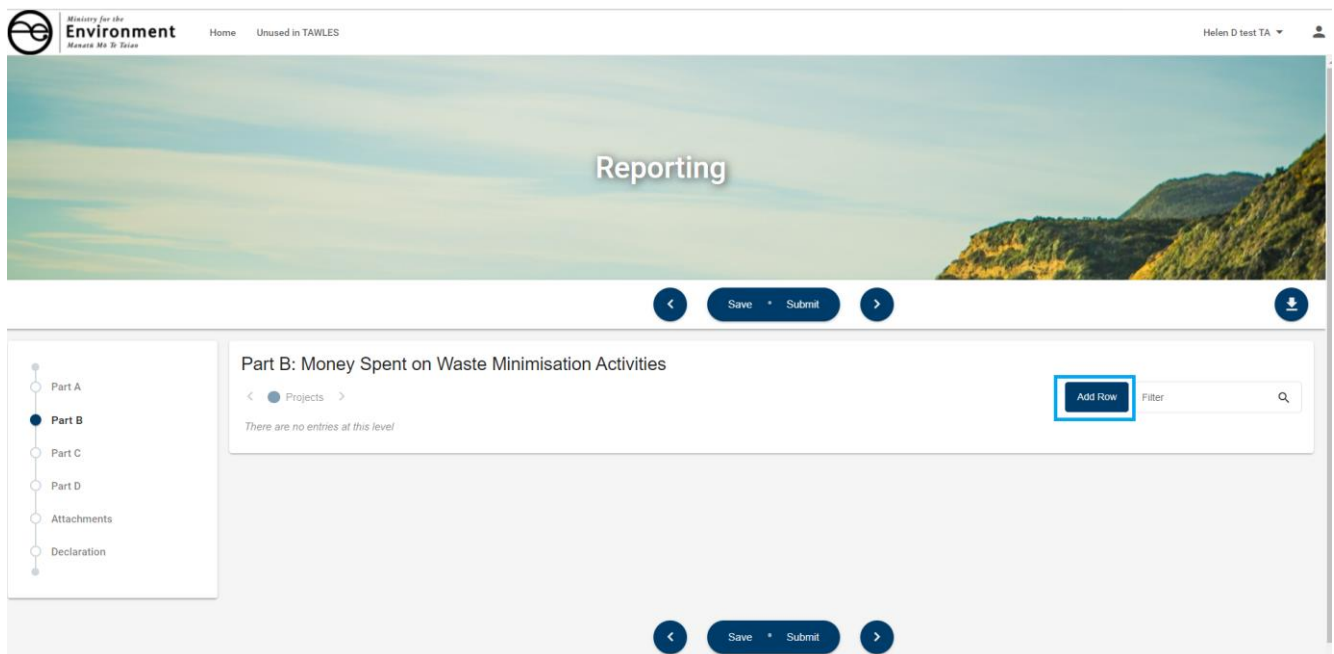 Ministry for the
Environment
Manatū Mō Te Taiao
Home Unused in TAWLES
Helen D test TA
Reporting
Save * Submit
Part A
Part B
Part C
Part D
Attachments
Declaration
Part B: Money Spent on Waste Minimisation Activities
Projects
Add Row
Filter
There are no entries at this level
Save * Submit